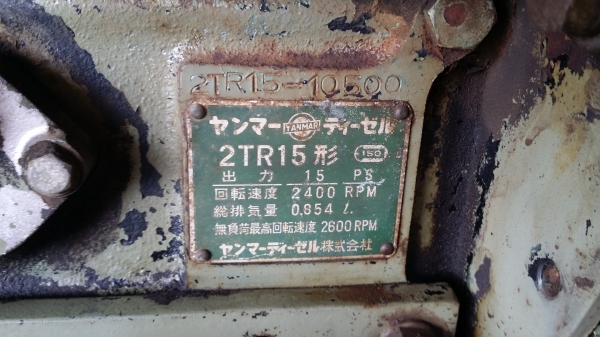 2TR15-10500
ヤンマー YANMAR ディーゼル
2TR15形 ISO
出力 15 PS
回転速度 2400 RPM
総排気量 0.854 ℓ.
無負荷最高回転速度 2600RPM
ヤンマーディーゼル株式会社